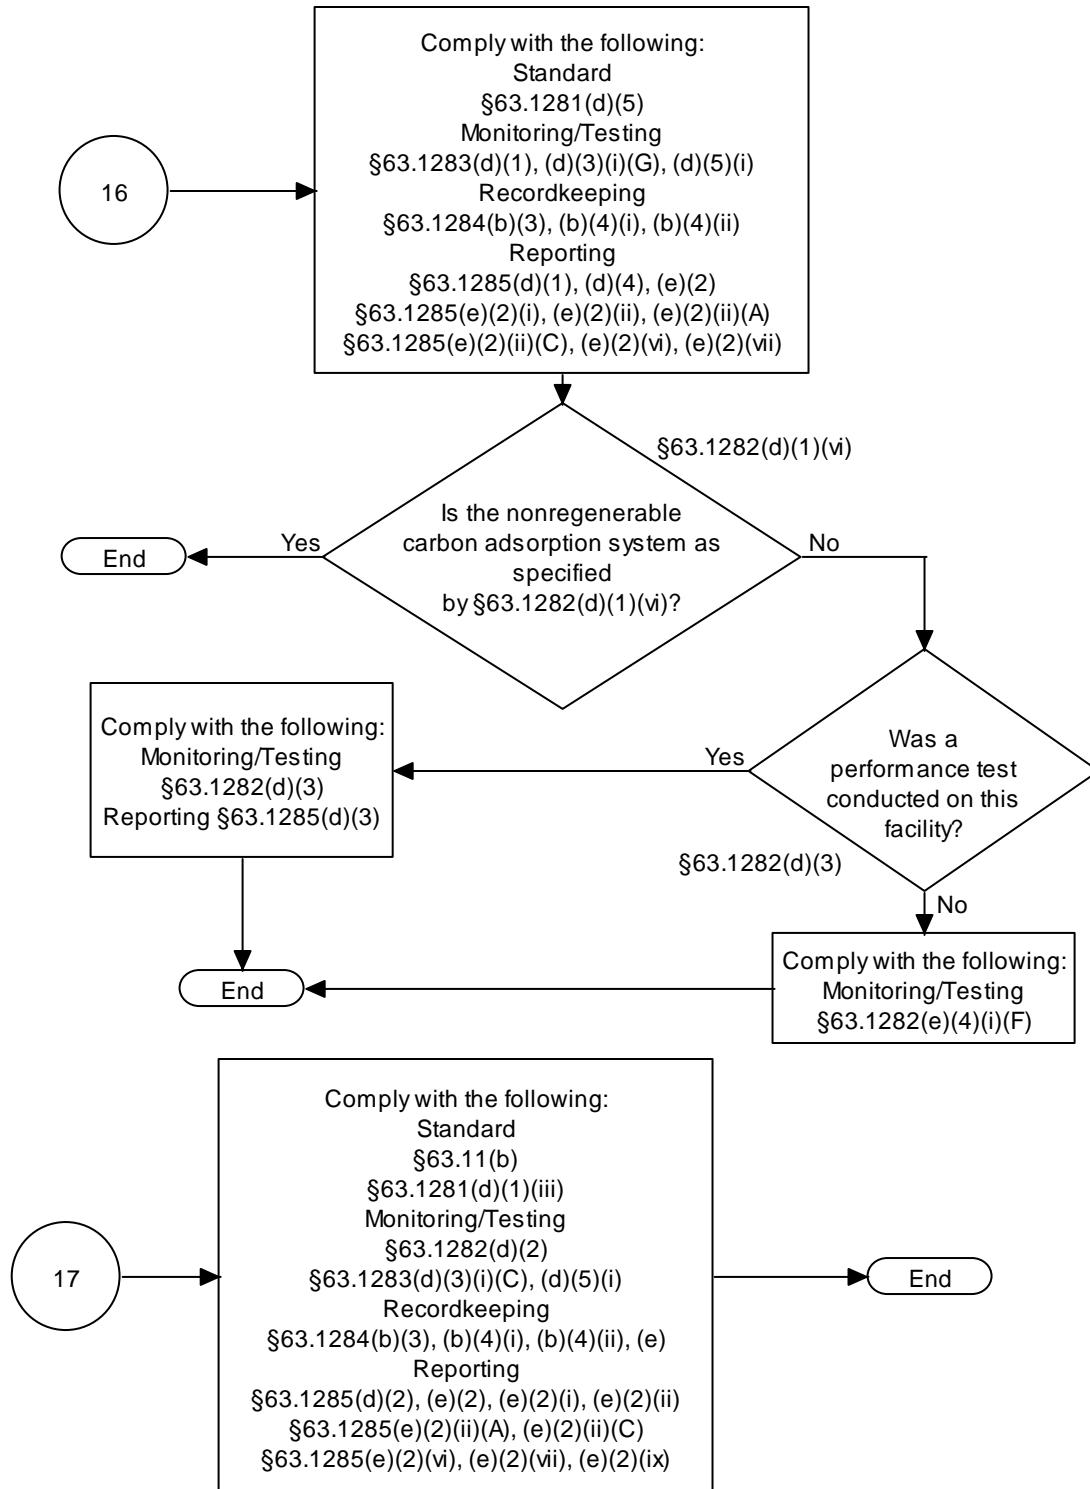 16
Comply with the following:
Standard
§63.1281(d)(5)
Monitoring/Testing
§63.1283(d)(1), (d)(3)(i)(G), (d)(5)(i)
Recordkeeping
§63.1284(b)(3), (b)(4)(i), (b)(4)(ii)
Reporting
§63.1285(d)(1), (d)(4), (e)(2)
§63.1285(e)(2)(i), (e)(2)(ii), (e)(2)(ii)(A)
§63.1285(e)(2)(ii)(C), (e)(2)(vi), (e)(2)(vii)
§63.1282(d)(1)(vi)
Is the nonregenerable
carbon adsorption system as
specified
by §63.1282(d)(1)(vi)?
Yes
End
No
Was a
performance test
conducted on this
facility?
§63.1282(d)(3)
Yes
Comply with the following:
Monitoring/Testing
§63.1282(d)(3)
Reporting §63.1285(d)(3)
No
Comply with the following:
Monitoring/Testing
§63.1282(e)(4)(i)(F)
End
17
Comply with the following:
Standard
§63.11(b)
§63.1281(d)(1)(iii)
Monitoring/Testing
§63.1282(d)(2)
§63.1283(d)(3)(i)(C), (d)(5)(i)
Recordkeeping
§63.1284(b)(3), (b)(4)(i), (b)(4)(ii), (e)
Reporting
§63.1285(d)(2), (e)(2), (e)(2)(i), (e)(2)(ii)
§63.1285(e)(2)(ii)(A), (e)(2)(ii)(C)
§63.1285(e)(2)(vi), (e)(2)(vii), (e)(2)(ix)
End